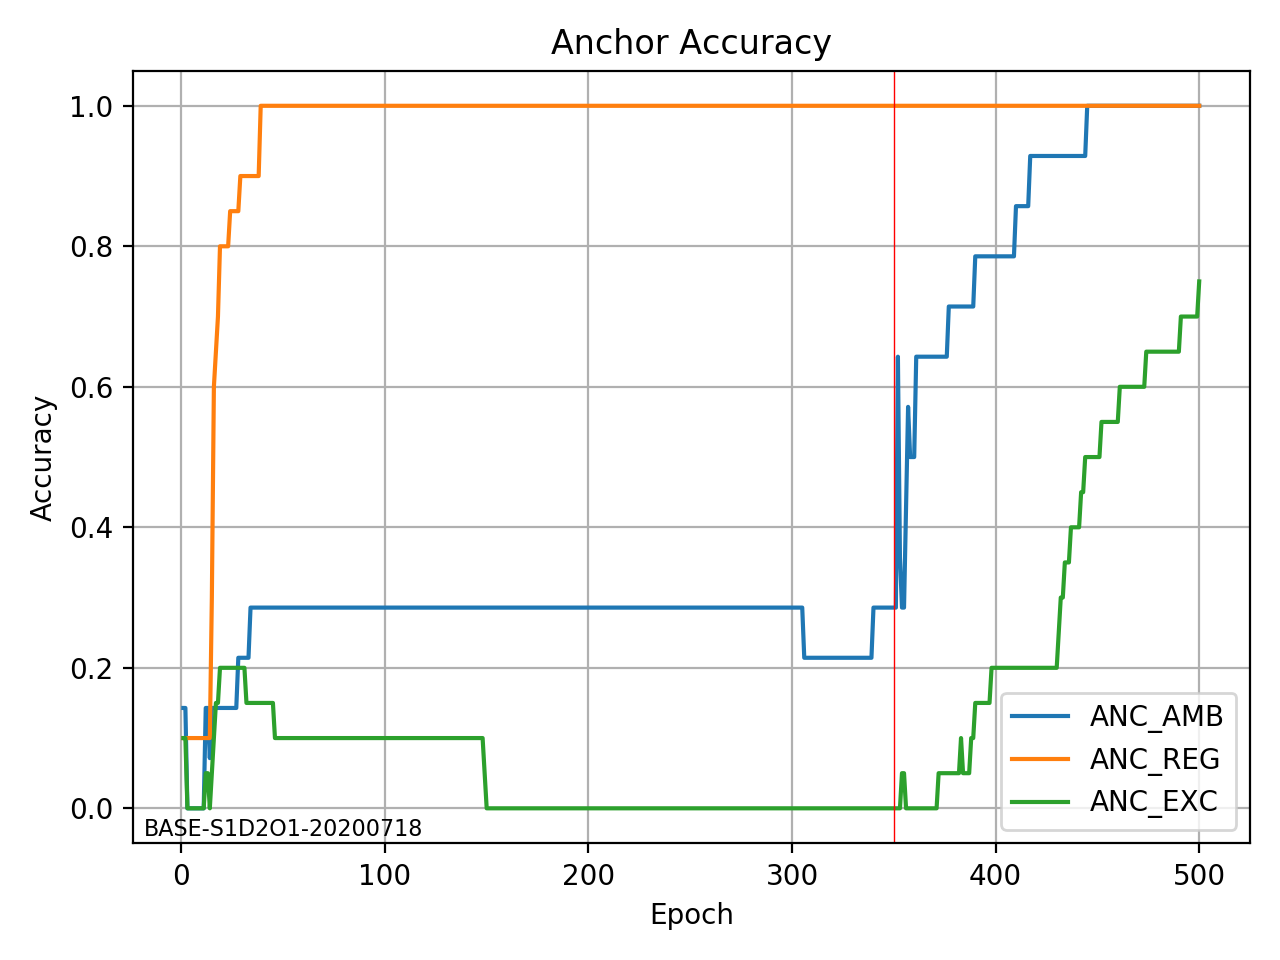 Anchor Accuracy
1.0
0.8
0.6
0.4
0.2
0.0
Accuracy
ANC_AMB
ANC_REG
ANC_EXC
BASE-S1D2O1-20200718
0 100 200 300 400 500
Epoch